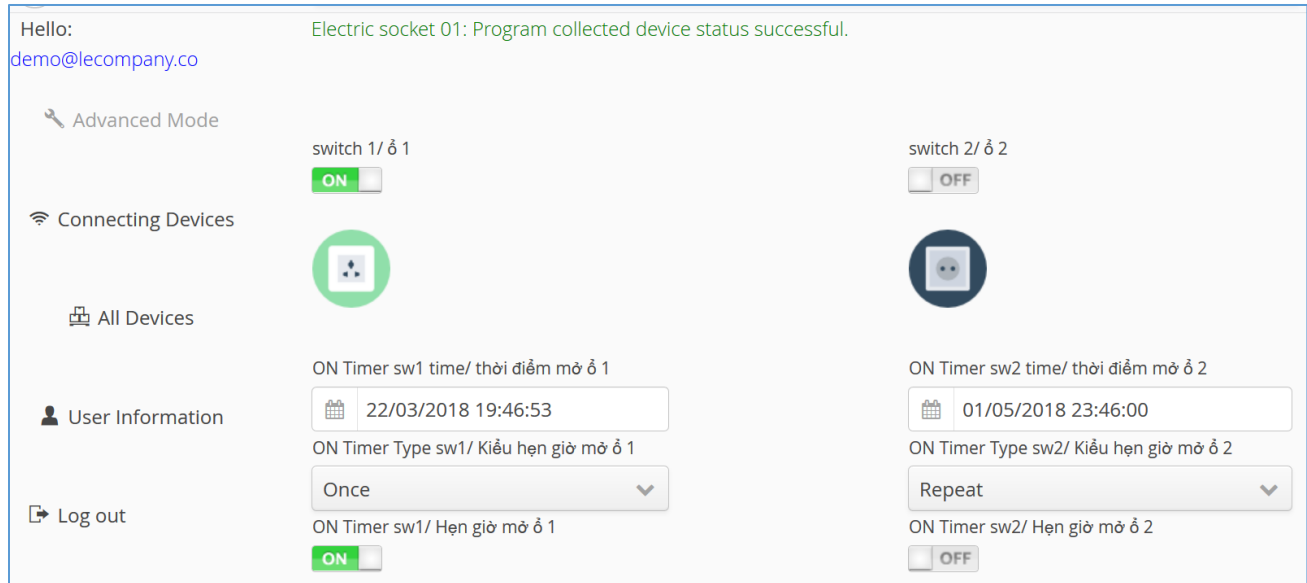 Hello:
demo@lecompany.co
Advanced Mode
Connecting Devices
All Devices
User Information
Log out
Electric socket 01: Program collected device status successful.
switch 1/ ổ 1
ON
ON Timer sw1 time/ thời điểm mở ổ 1
22/03/2018 19:46:53
ON Timer Type sw1/ Kiểu hẹn giờ mở ổ 1
Once
ON Timer sw1/ Hẹn giờ mở ổ 1
ON
switch 2/ ổ 2
OFF
ON Timer sw2 time/ thời điểm mở ổ 2
01/05/2018 23:46:00
ON Timer Type sw2/ Kiểu hẹn giờ mở ổ 2
Repeat
ON Timer sw2/ Hẹn giờ mở ổ 2
OFF